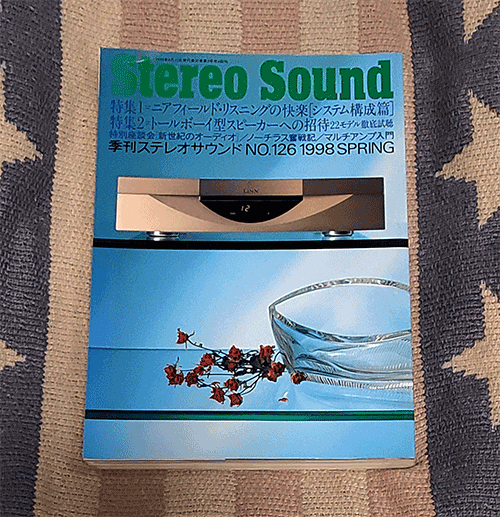 Stereo Sound
特集1=ニアフィールド・リスニングの快楽[システム構成篇]
特集2=トールボーイ型スピーカーへの招待22モデル徹底試聴
特別座談会:新世紀のオーディオ/ノーチラス奮戦記/マルチアンプ入門
季刊ステレオサウンド NO.126 1998 SPRING
LINN
12